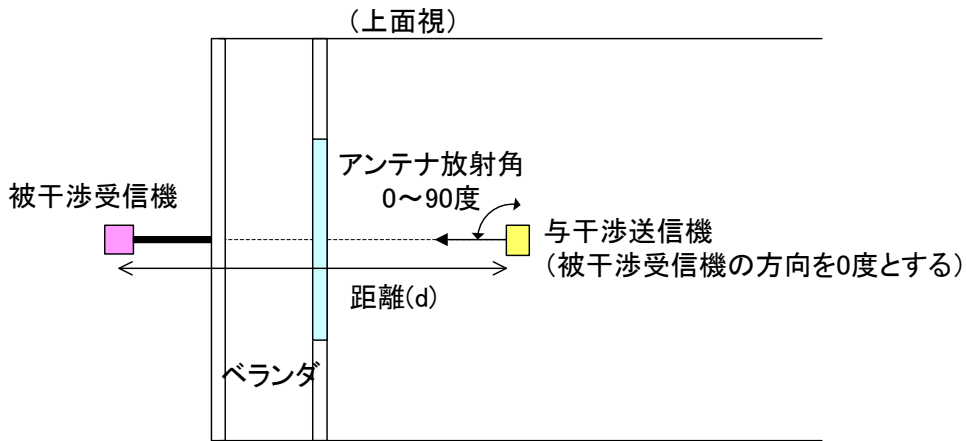 （上面視）
アンテナ放射角
0～90度
被干渉受信機
与干渉送信機
（被干渉受信機の方向を0度とする）
距離(d)
ベランダ